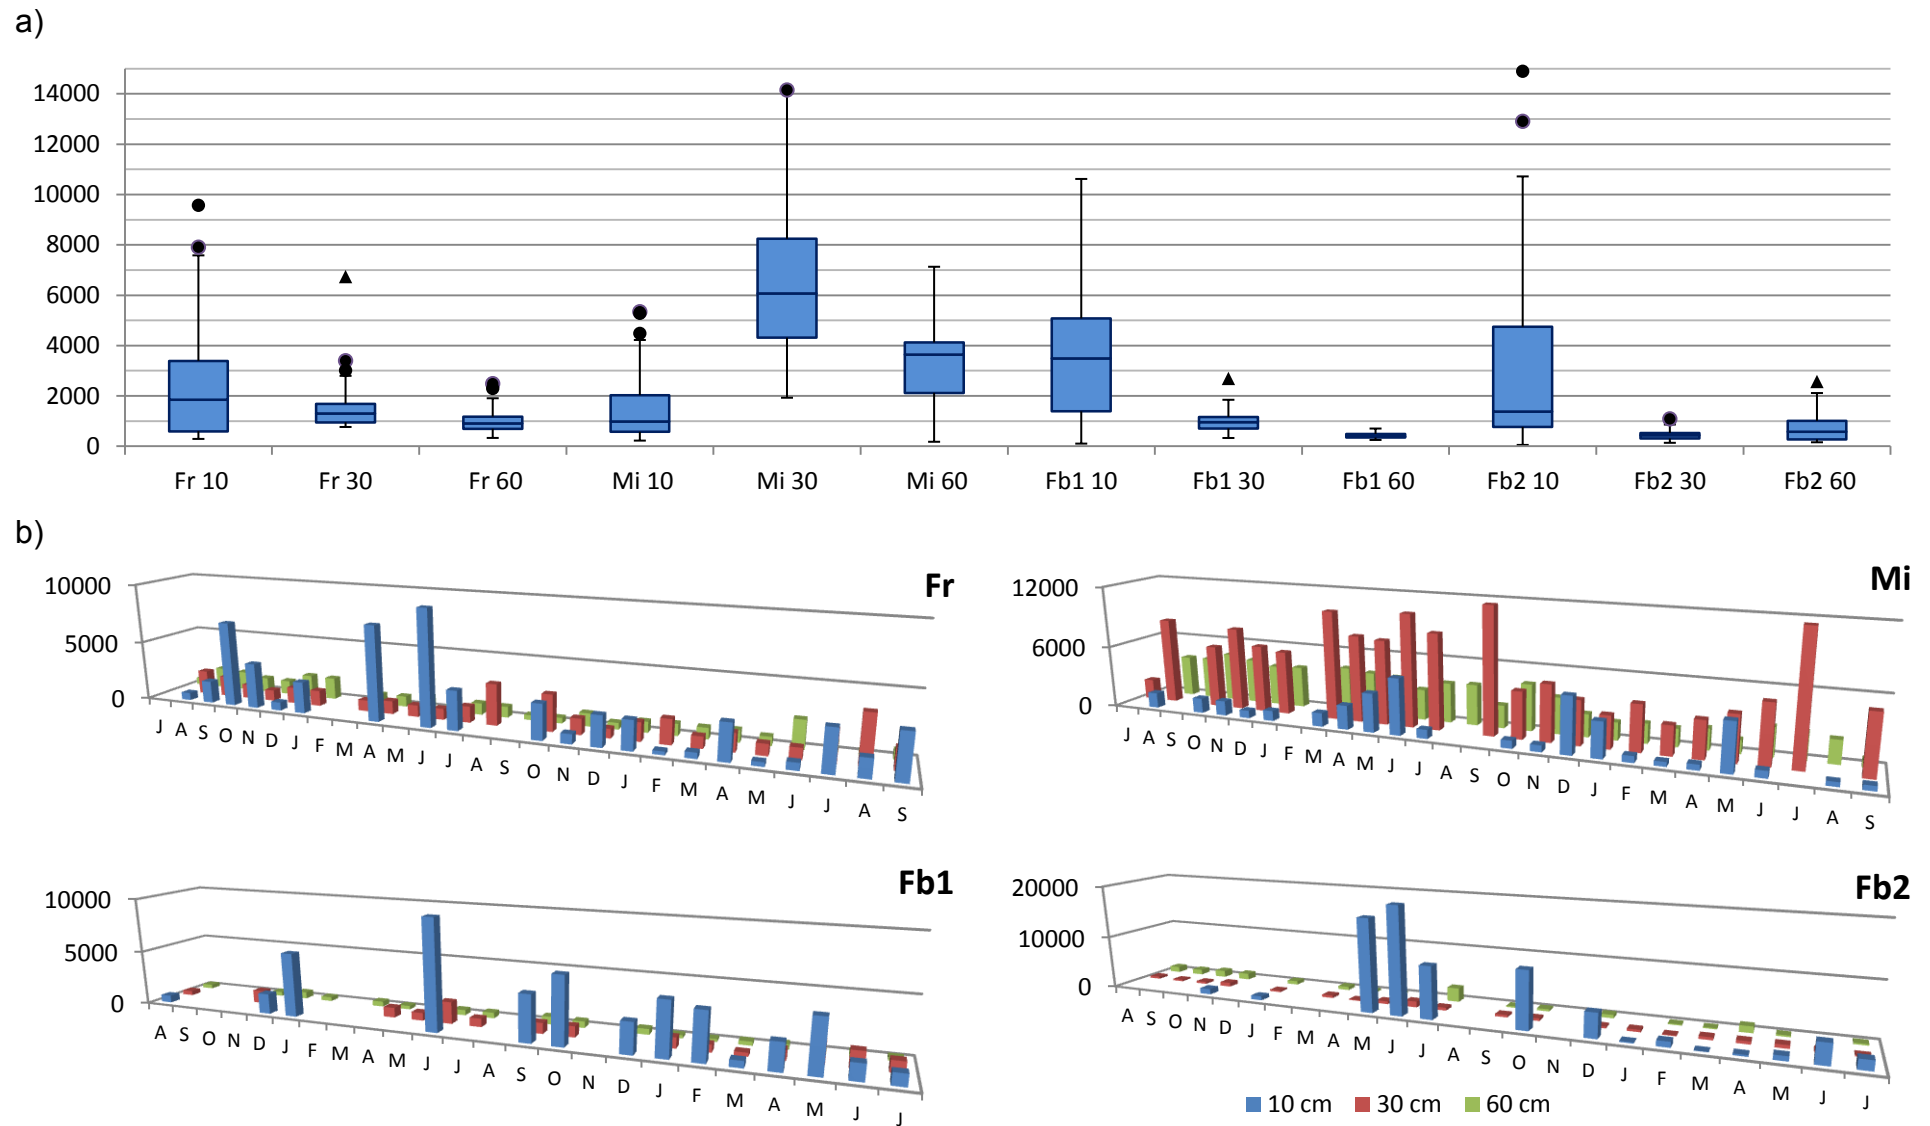 a)
14000
12000
10000
8000
6000
4000
2000
0
Fr 10 Fr 30 Fr 60 Mi 10 Mi 30 Mi 60 Fb1 10 Fb1 30 Fb1 60 Fb2 10 Fb2 30 Fb2 60
b)
Fr
10000
5000
0
J A S O N D J F M A M J J A S O N D J F M A M J J A S
Mi
12000
6000
0
J A S O N D J F M A M J J A S O N D J F M A M J J A S
Fb1
10000
5000
0
A S O N D J F M A M J J A S O N D J F M A M J J
Fb2
20000
10000
0
A S O N D J F M A M J J A S O N D J F M A M J J
10 cm 30 cm 60 cm